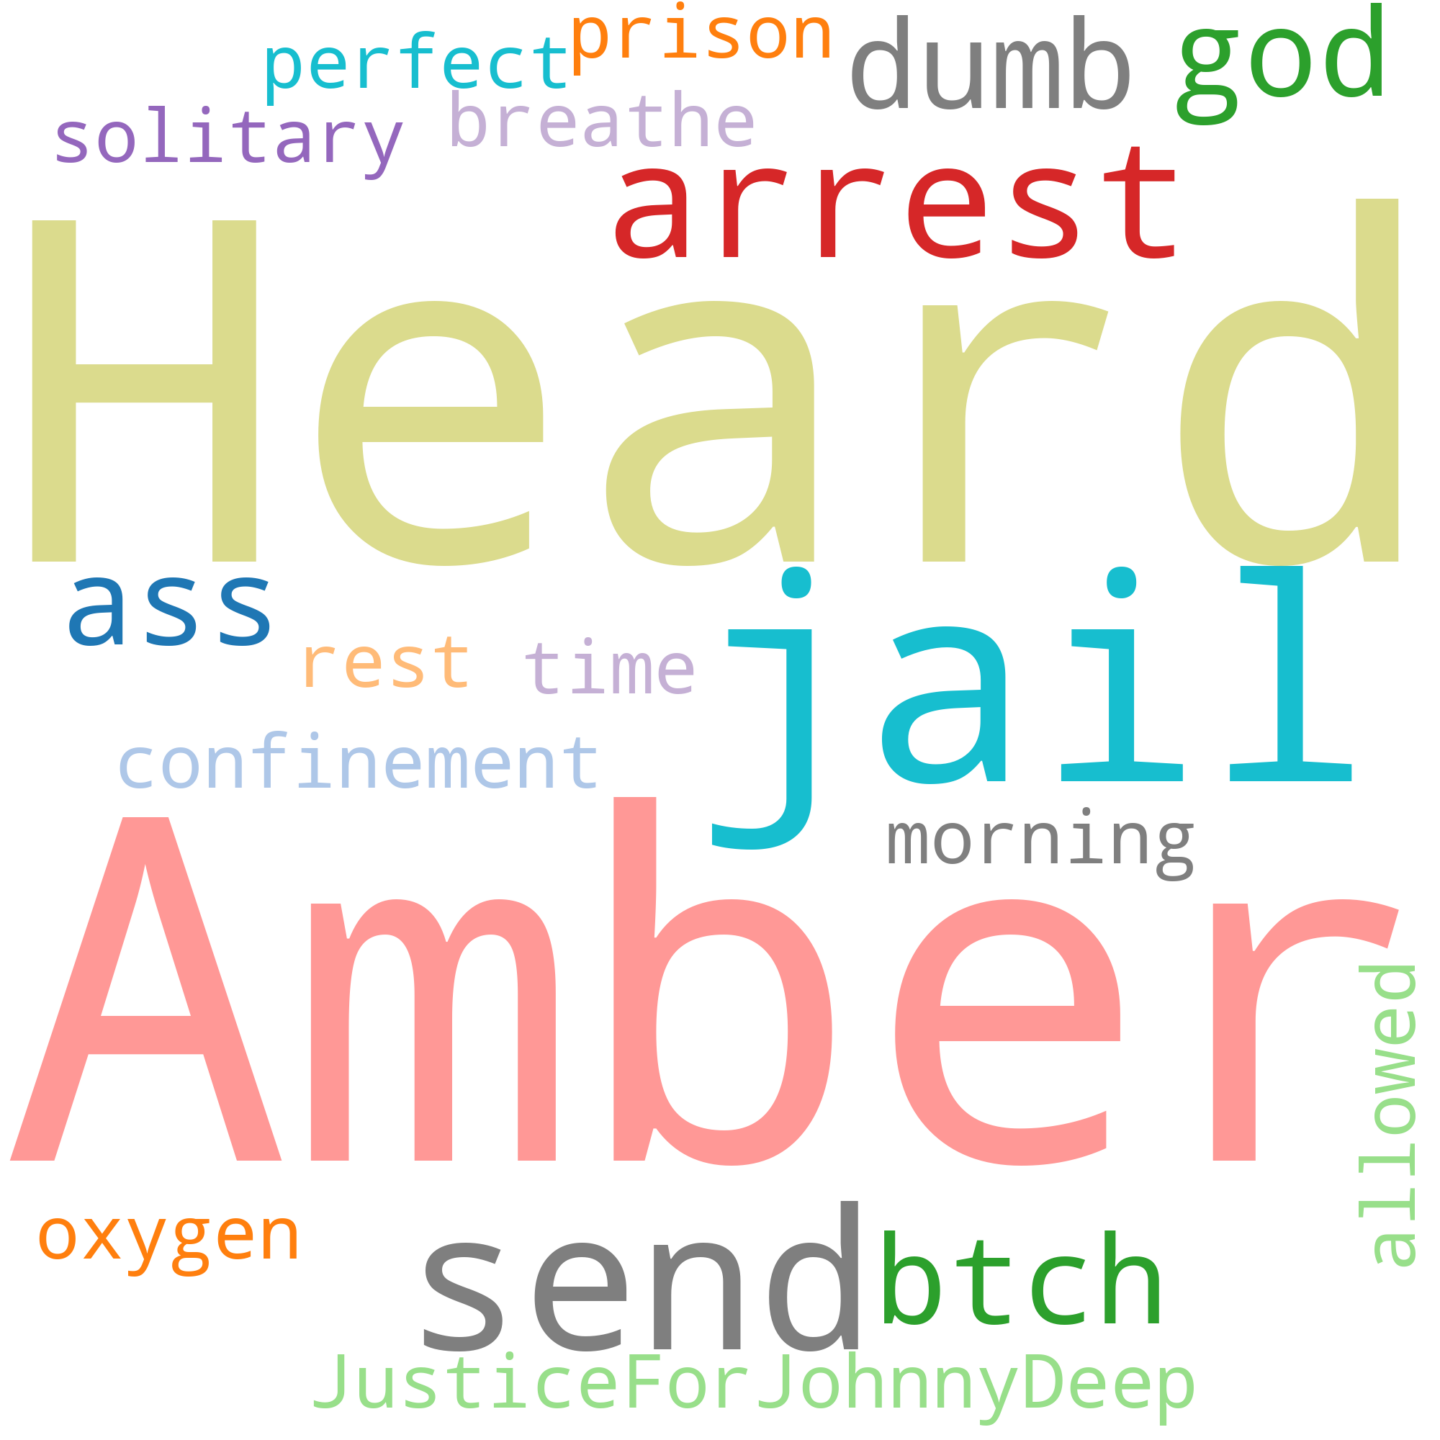 prison
perfect
dumb
god
solitary
breathe
arrest
Heard
ass
jail
rest
time
confinement
morning
Amber
allowed
oxygen
send
btch
JusticeForJohnnyDeep